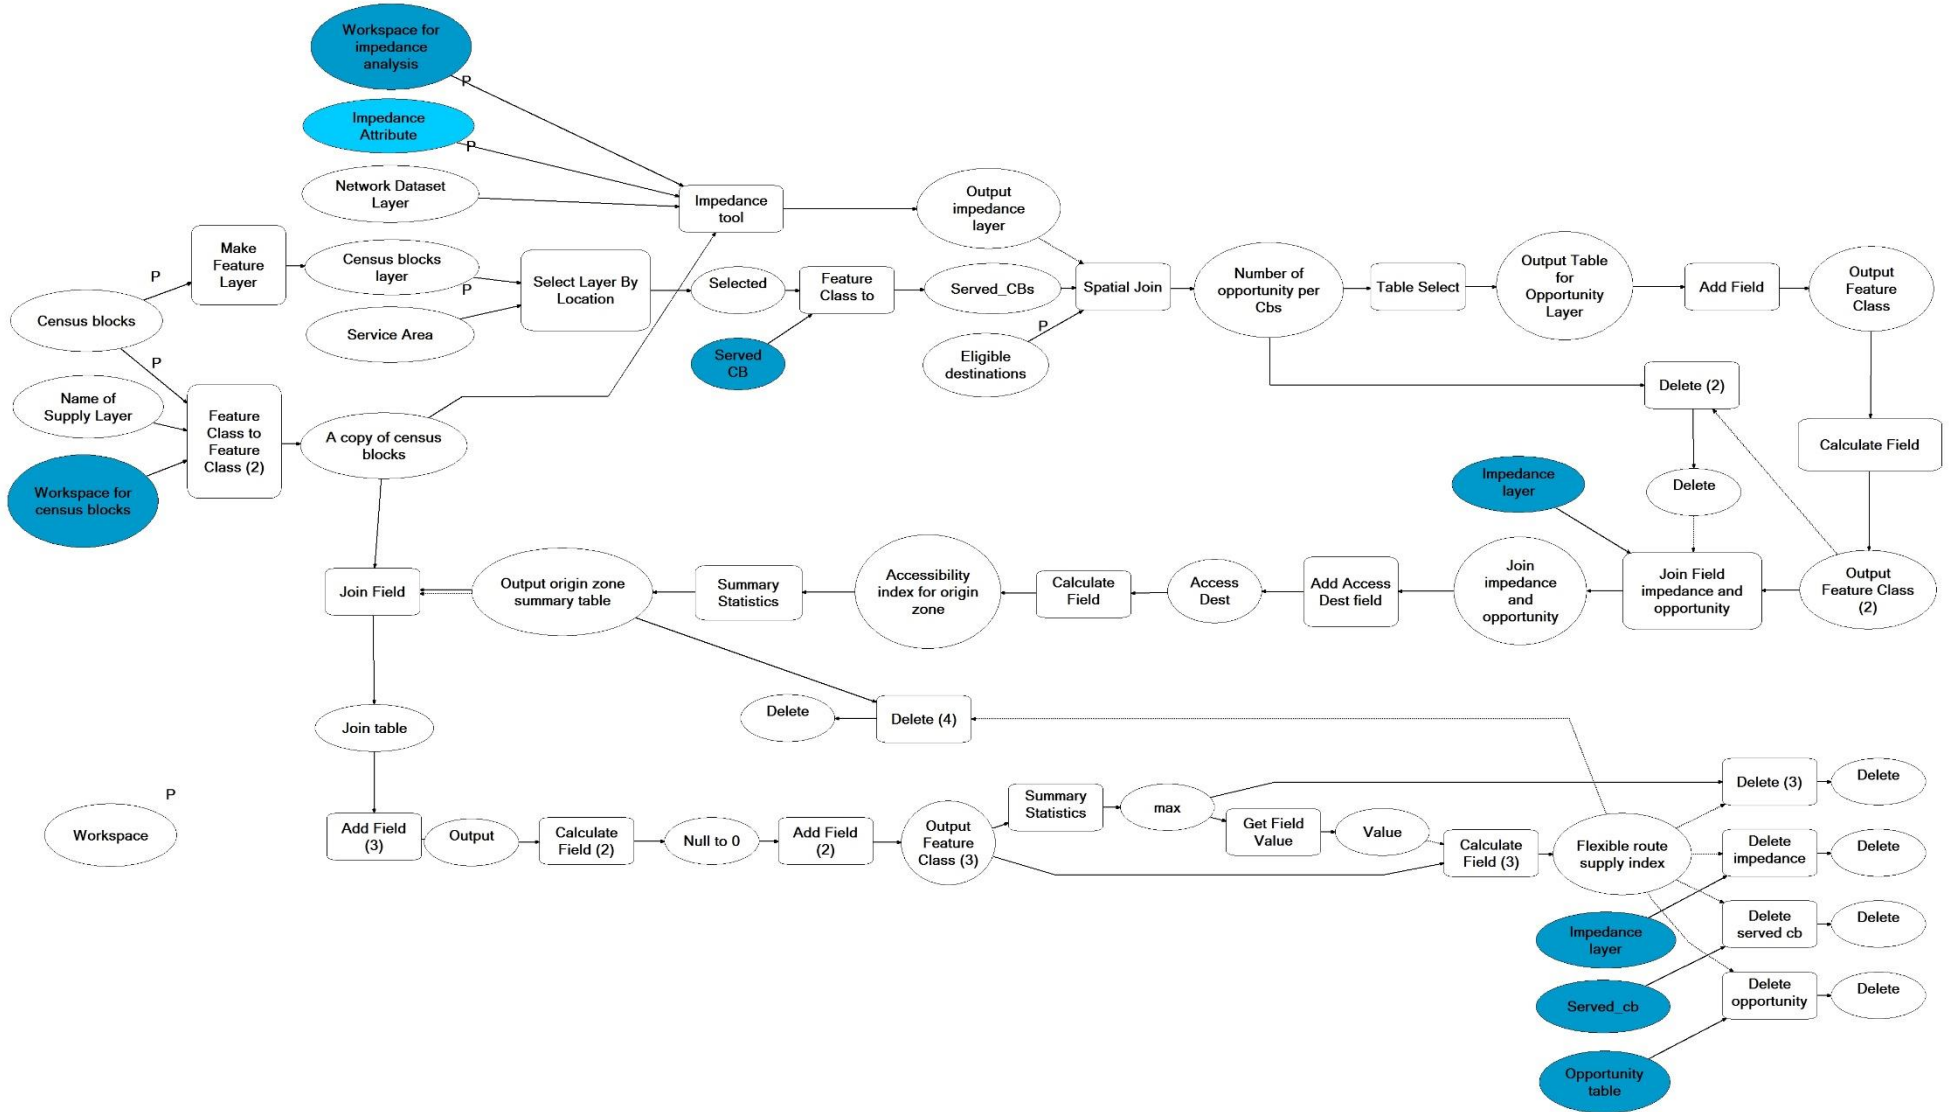 Workspace for
impedance
analysis
P
Impedance
Attribute
P
Network Dataset
Layer
Impedance
tool
Output
impedance
layer
Make
Feature
Layer
P
Census blocks
layer
P
Select Layer By
Location
Selected
Feature
Class to
Served_CBs
Spatial Join
Number of
opportunity per
Cbs
Table Select
Output Table
for
Opportunity
Layer
Add Field
Output
Feature
Class
Census blocks
Service Area
P
P
Served
CB
Eligible
destinations
Delete (2)
Name of
Supply Layer
Feature
Class to
Feature
Class (2)
A copy of census
blocks
Calculate Field
Workspace for
census blocks
Impedance
layer
Delete
Join Field
Output origin zone
summary table
Summary
Statistics
Accessibility
index for origin
zone
Calculate
Field
Access
Dest
Add Access
Dest field
Join
impedance
and
opportunity
Join Field
impedance and
opportunity
Output
Feature Class
(2)
Join table
Delete
Delete (4)
P
Workspace
Add Field
(3)
Output
Calculate
Field (2)
Null to 0
Add Field
(2)
Output
Feature
Class (3)
Summary
Statistics
max
Get Field
Value
Value
Calculate
Field (3)
Flexible route
supply index
Delete (3)
Delete
Delete
impedance
Delete
Impedance
layer
Delete
served cb
Delete
Served_cb
Delete
opportunity
Delete
Opportunity
table